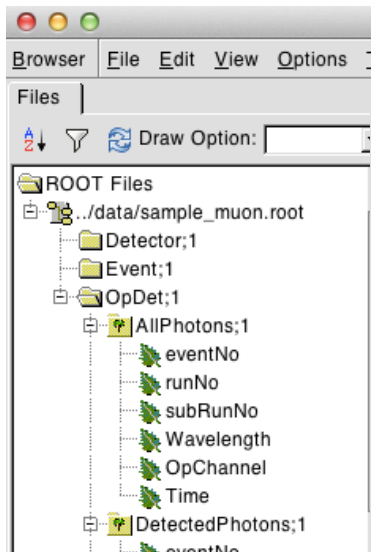 Browser File Edit View Options
Files
Draw Option:
ROOT Files
../data/sample_muon.root
Detector;1
Event;1
OpDet;1
AllPhotons;1
eventNo
runNo
subRunNo
Wavelength
OpChannel
Time
DetectedPhotons;1
eventNo